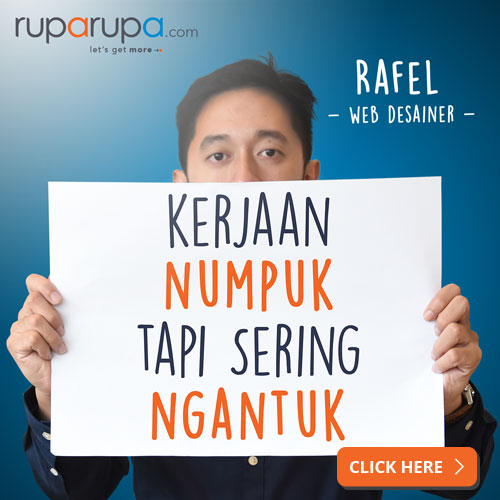 ruparupa.com
let's get more
RAFEL
- WEB DESAINER -
KERJAAN
NUMPUK
TAPI SERING
NGANTUK
CLICK HERE